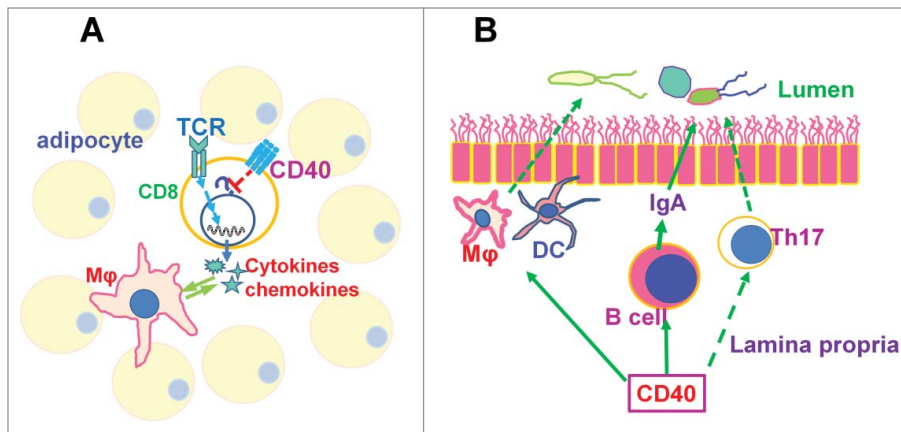 A
adipocyte
TCR
CD40
CD8
Mφ
Cytokines
chemokines
B
Lumen
IgA
Mφ
DC
Th17
B cell
Lamina propria
CD40